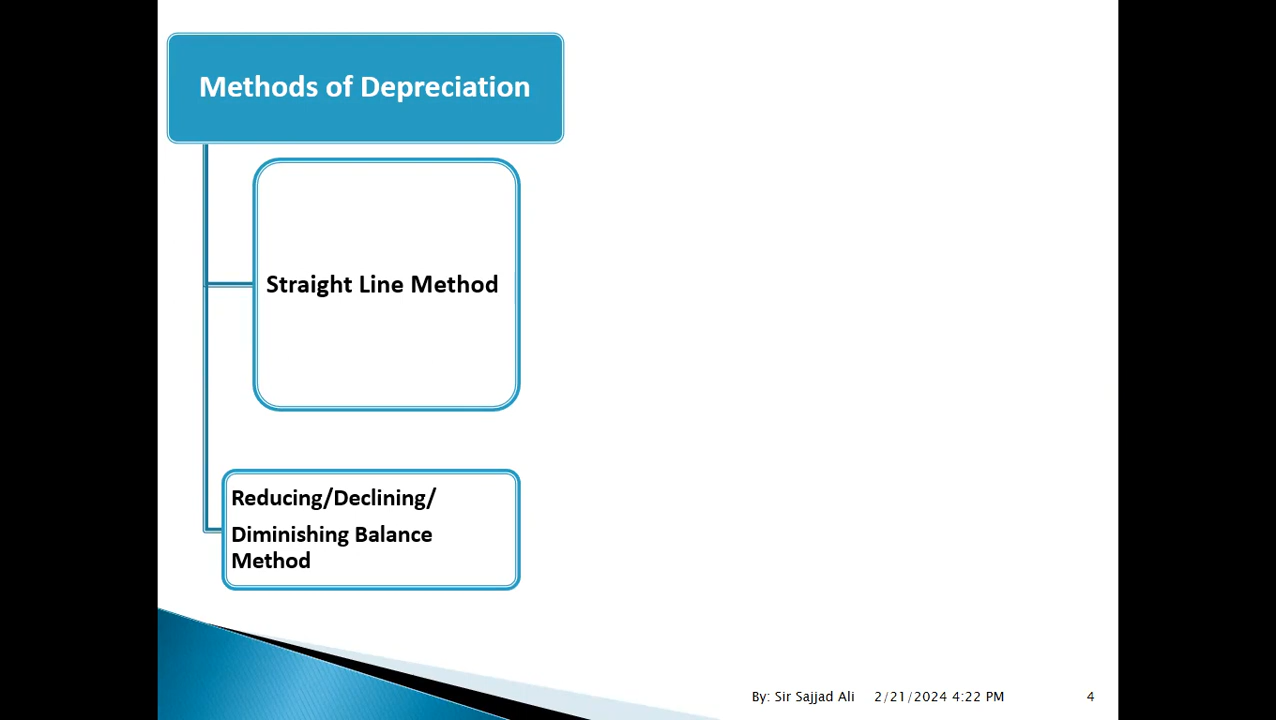 Methods of Depreciation
Straight Line Method
Reducing/Declining/
Diminishing Balance
Method
By: Sir Sajjad Ali 2/21/2024 4:22 PM 4